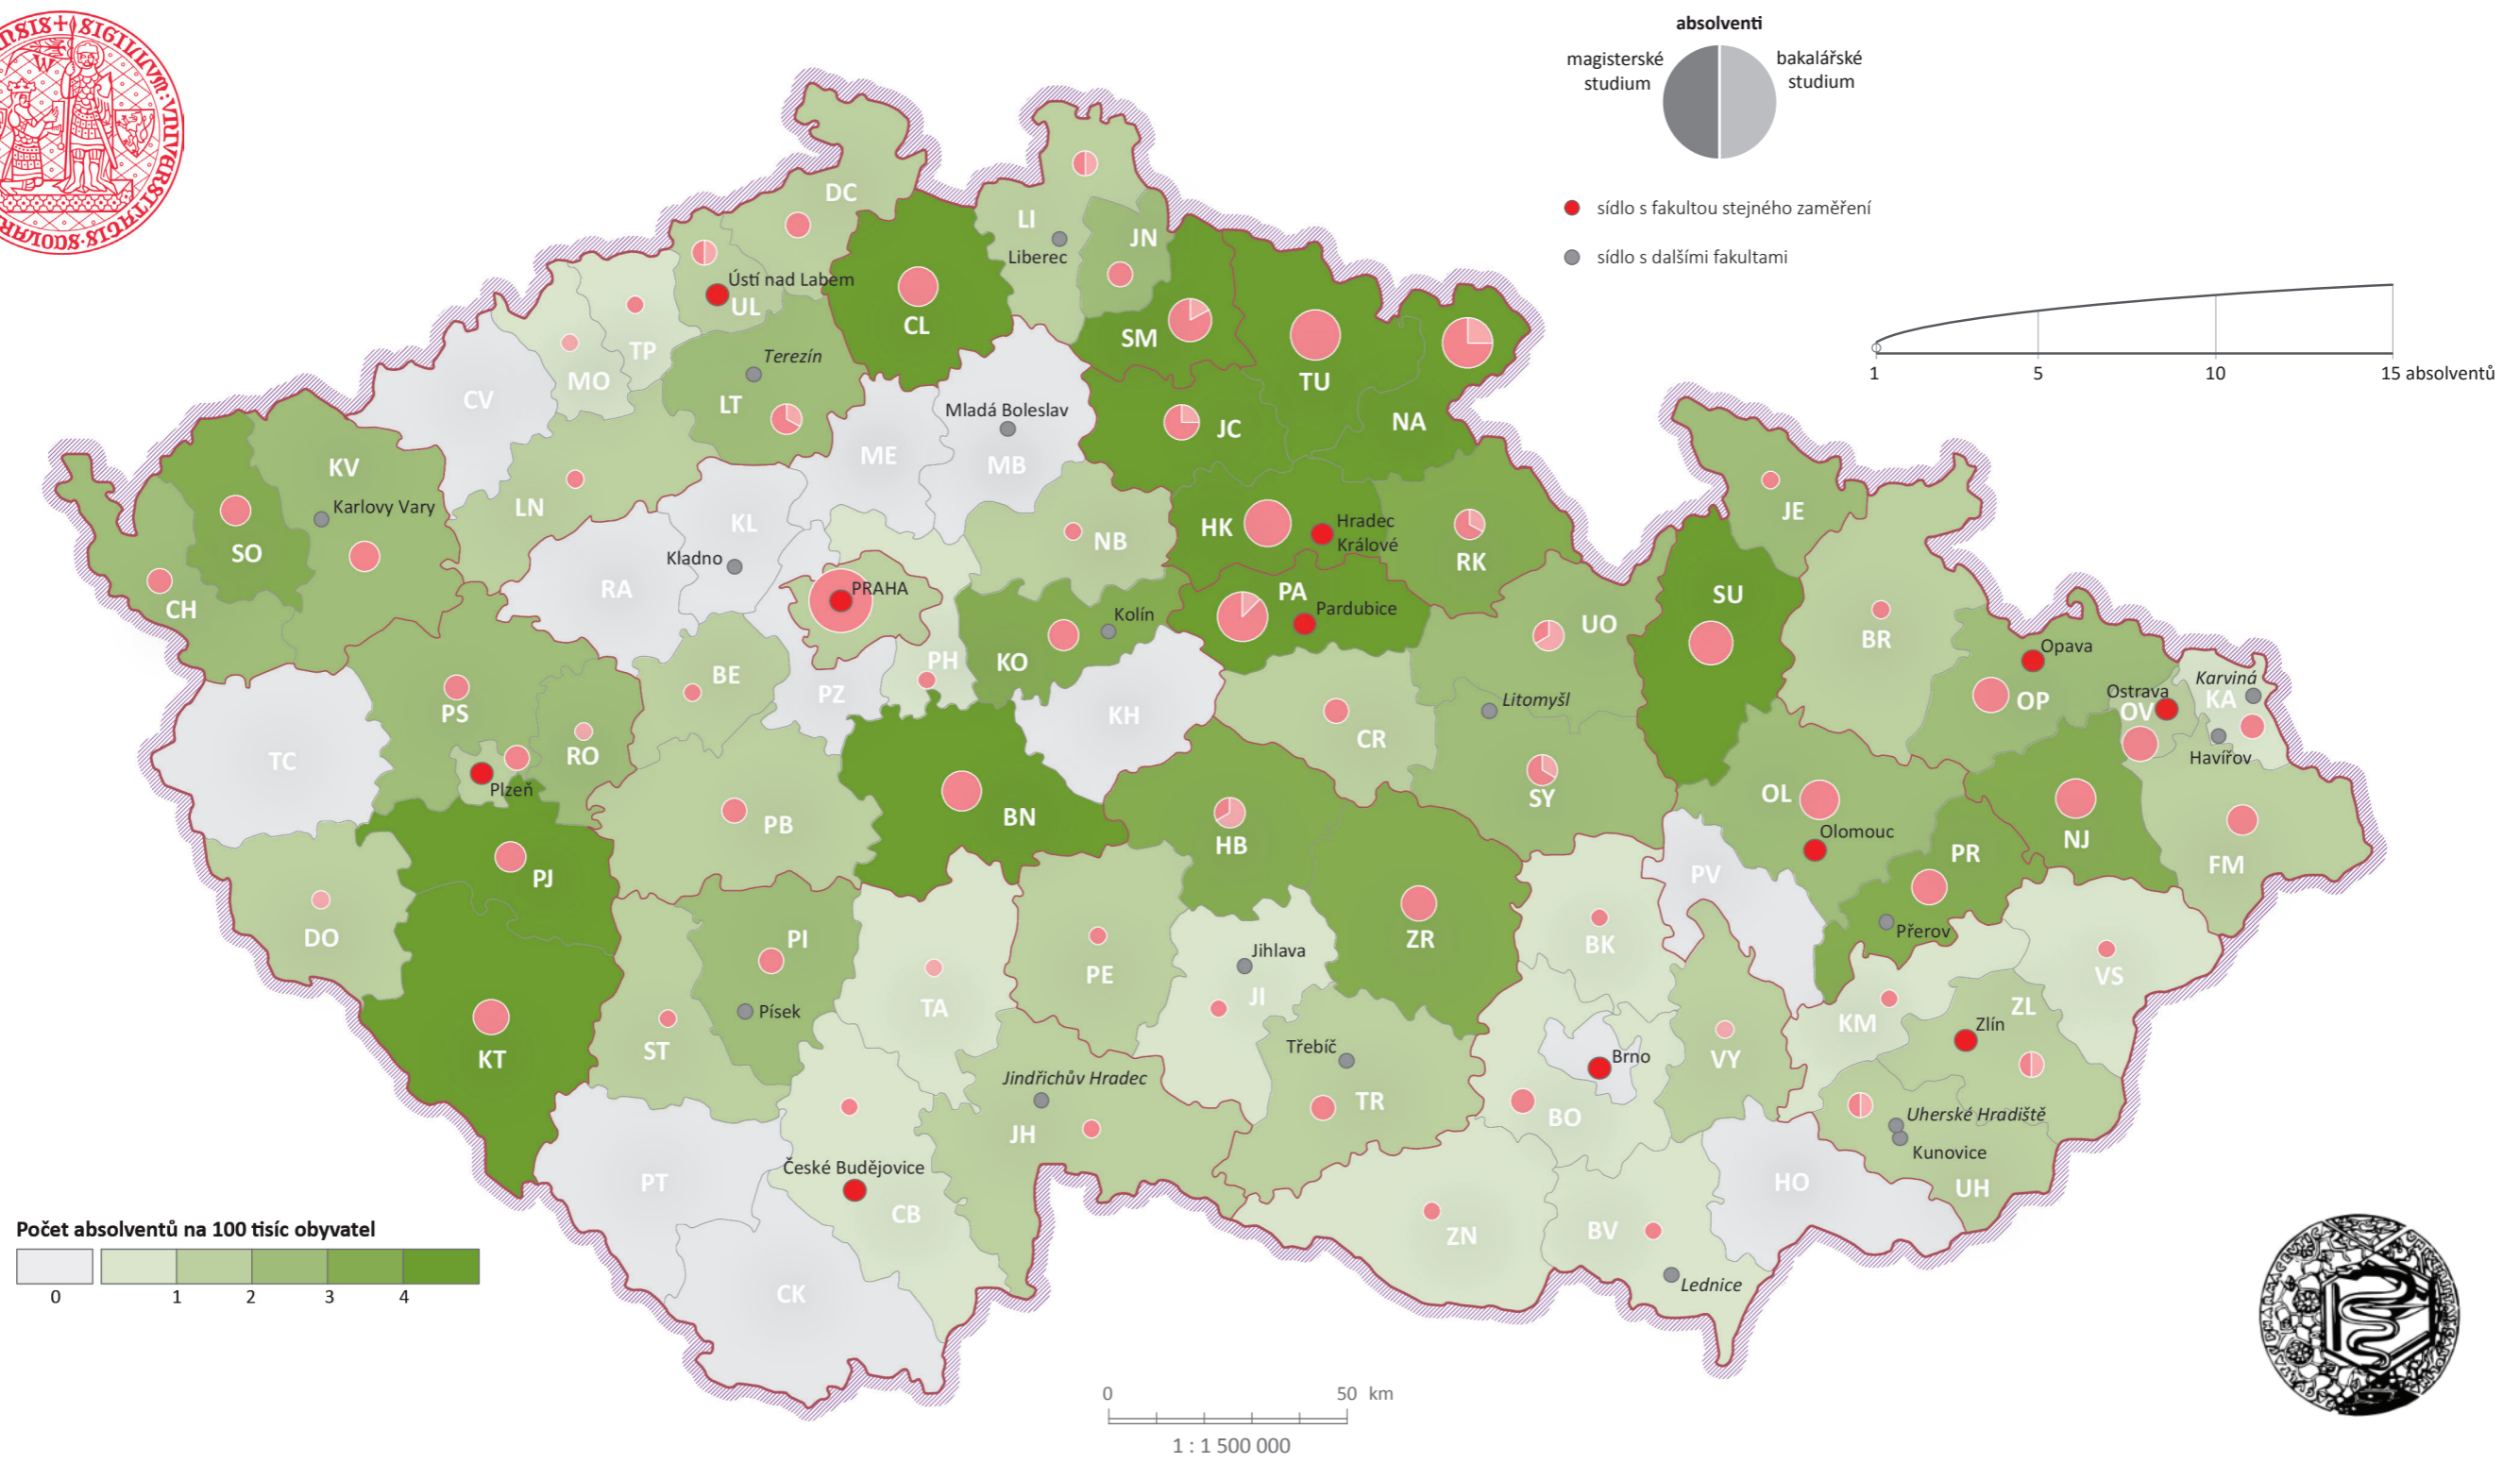 absolventi
magisterské
studium
bakalářské
studium
sídlo s fakultou stejného zaměření
sídlo s dalšími fakultami
1 5 10 15 absolventů
DC
LI
Liberec
JN
Ústí nad Labem
UL
CL
SM
TU
TP
MO
Terezín
LT
CV
Mladá Boleslav
ME
MB
JC
NA
KV
Karlovy Vary
SO
CH
LN
KL
Kladno
RA
PRAHA
NB
HK
Hradec
Králové
RK
JE
PA
Pardubice
Kolín
KO
UO
SU
BR
Opava
OP
Ostrava
OV
Karviná
KA
Havířov
BE
PH
PZ
KH
PS
RO
TC
Plzeň
CR
Litomyšl
SY
OL
Olomouc
PR
NJ
FM
PB
BN
HB
PJ
DO
PI
Písek
ZR
PV
Přerov
BK
VS
KT
TA
PE
Jihlava
JI
ST
KM
ZL
Zlín
Třebíč
TR
Brno
BO
VY
Jindřichův Hradec
JH
Uherské Hradiště
Kunovice
UH
České Budějovice
CB
PT
HO
CK
ZN
BV
Lednice
Počet absolventů na 100 tisíc obyvatel
0 1 2 3 4
0 50 km
1 : 1 500 000